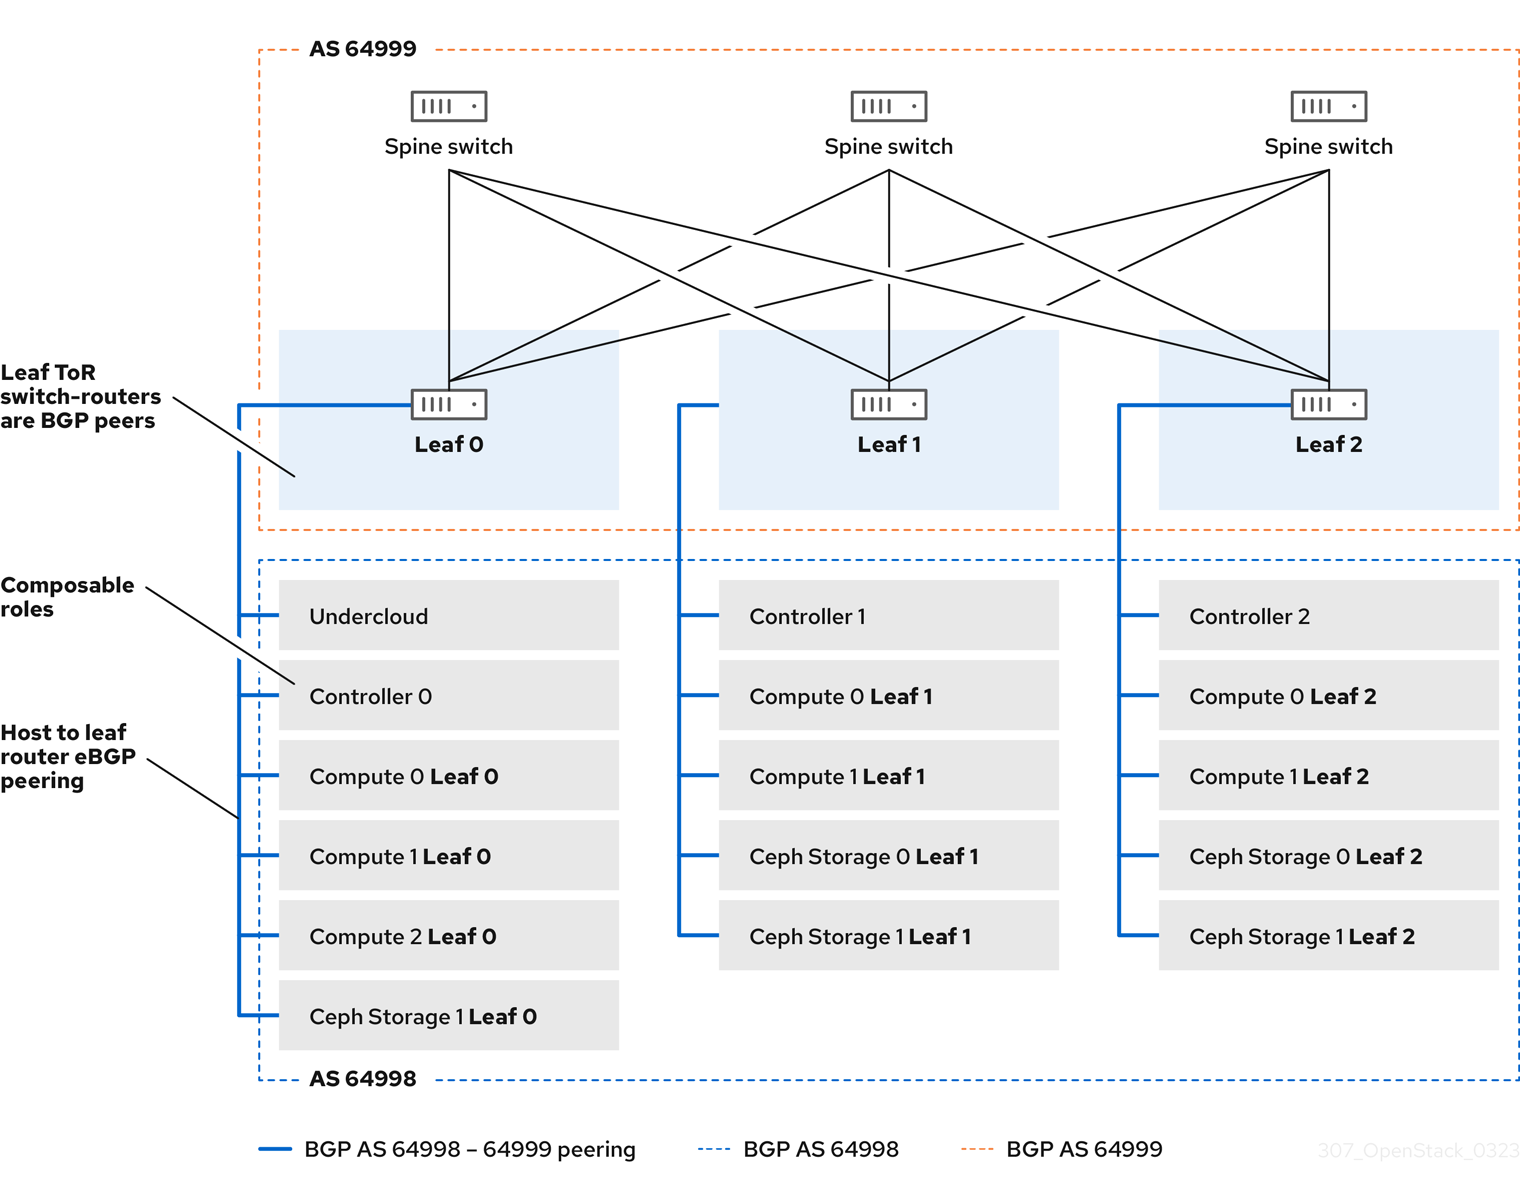 AS 64999
Spine switch
Spine switch
Spine switch
Leaf ToR
switch-routers
are BGP peers
Leaf 0
Leaf 1
Leaf 2
Composable
roles
Host to leaf
router eBGP
peering
Undercloud
Controller 0
Compute 0 Leaf 0
Compute 1 Leaf 0
Compute 2 Leaf 0
Ceph Storage 1 Leaf 0
Controller 1
Compute 0 Leaf 1
Compute 1 Leaf 1
Ceph Storage 0 Leaf 1
Ceph Storage 1 Leaf 1
Controller 2
Compute 0 Leaf 2
Compute 1 Leaf 2
Ceph Storage 0 Leaf 2
Ceph Storage 1 Leaf 2
AS 64998
BGP AS 64998 – 64999 peering
BGP AS 64998
BGP AS 64999
307_OpenStack_0323